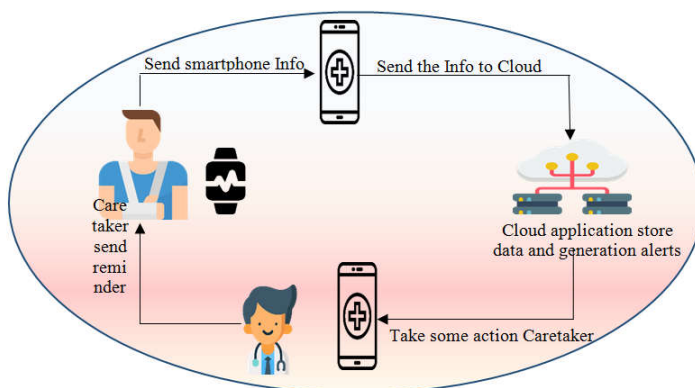 Send smartphone Info
Send the Info to Cloud
Care
taker
send
remi
nder
Cloud application store
data and generation alerts
Take some action Caretaker